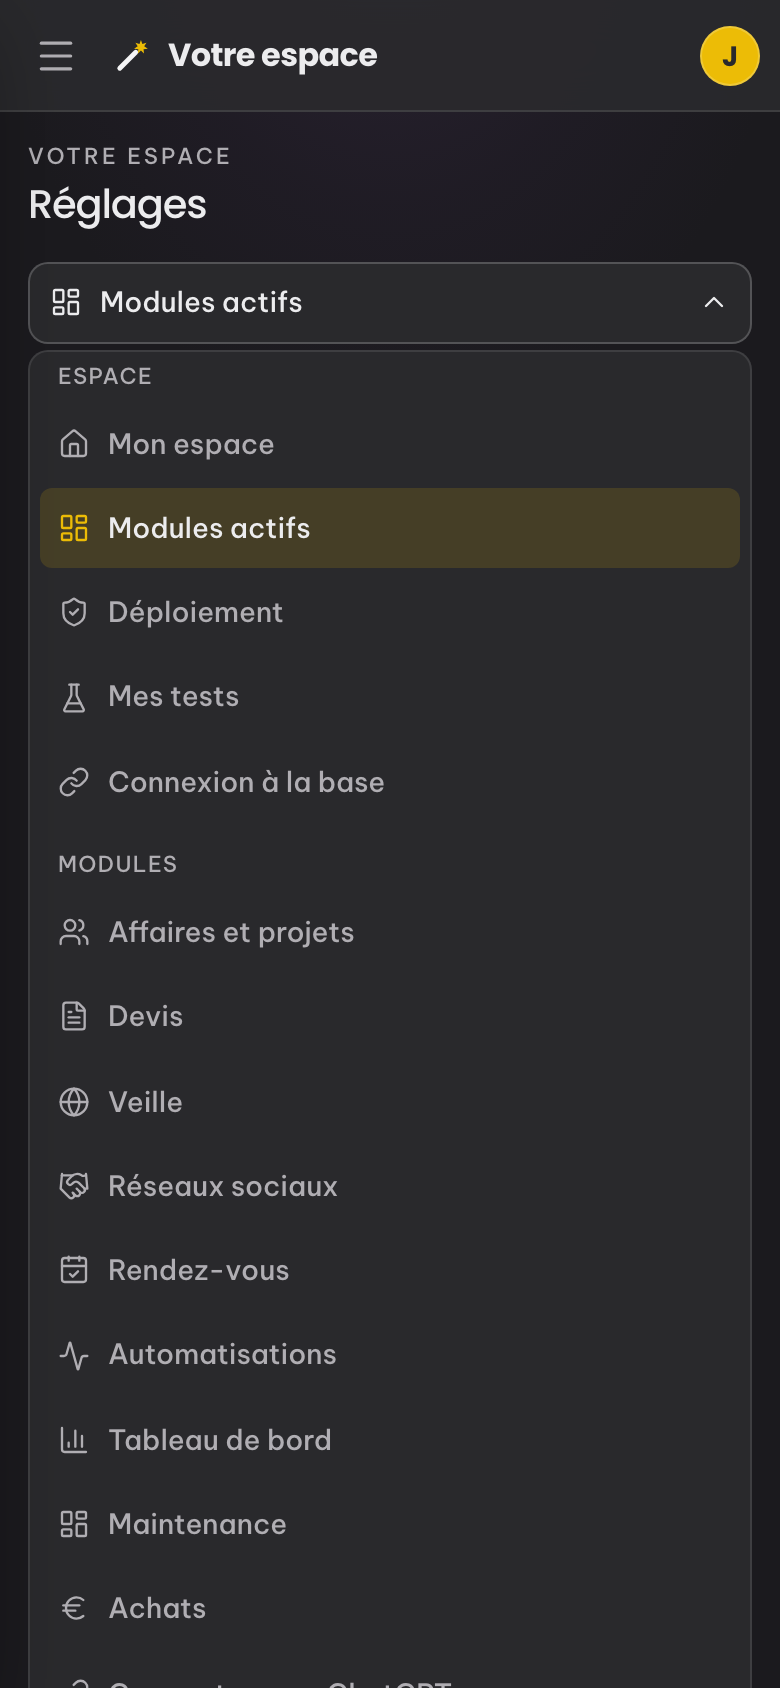 Votre espace
J
VOTRE ESPACE
Réglages
Modules actifs
ESPACE
Mon espace
Modules actifs
Déploiement
Mes tests
Connexion à la base
MODULES
Affaires et projets
Devis
Veille
Réseaux sociaux
Rendez-vous
Automatisations
Tableau de bord
Maintenance
Achats
ChatGPT